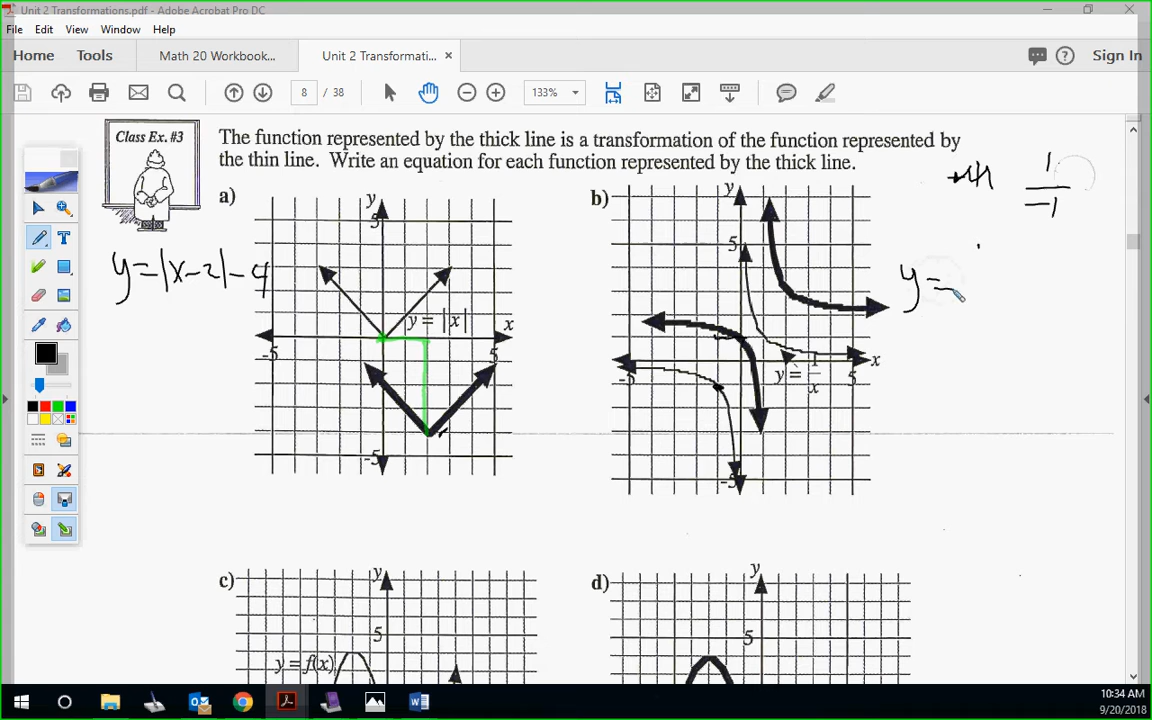 Unit 2 Transformations.pdf - Adobe Acrobat Pro DC
File Edit View Window Help
Home Tools Math 20 Workbook... Unit 2 Transformati... × Sign In
8 / 38 133%
Class Ex. #3
The function represented by the thick line is a transformation of the function represented by
the thin line. Write an equation for each function represented by the thick line.
a)
y
5
y = |x|
x
-5
5
-5
y=|x-2|-4
b)
y
5
x
-5
y = 1/x
5
-5
1
-1
y=
c)
y
5
y = f(x)
d)
y
5
10:34 AM
9/20/2018